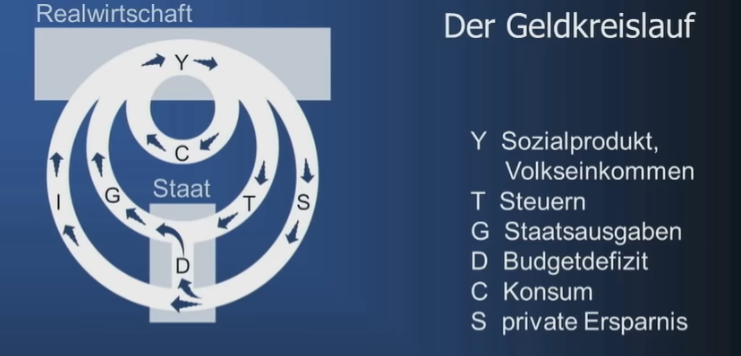 Realwirtschaft
Der Geldkreislauf
Y
C
Staat
I
G
T
S
D
Y Sozialprodukt,
Volkseinkommen
T Steuern
G Staatsausgaben
D Budgetdefizit
C Konsum
S private Ersparnis